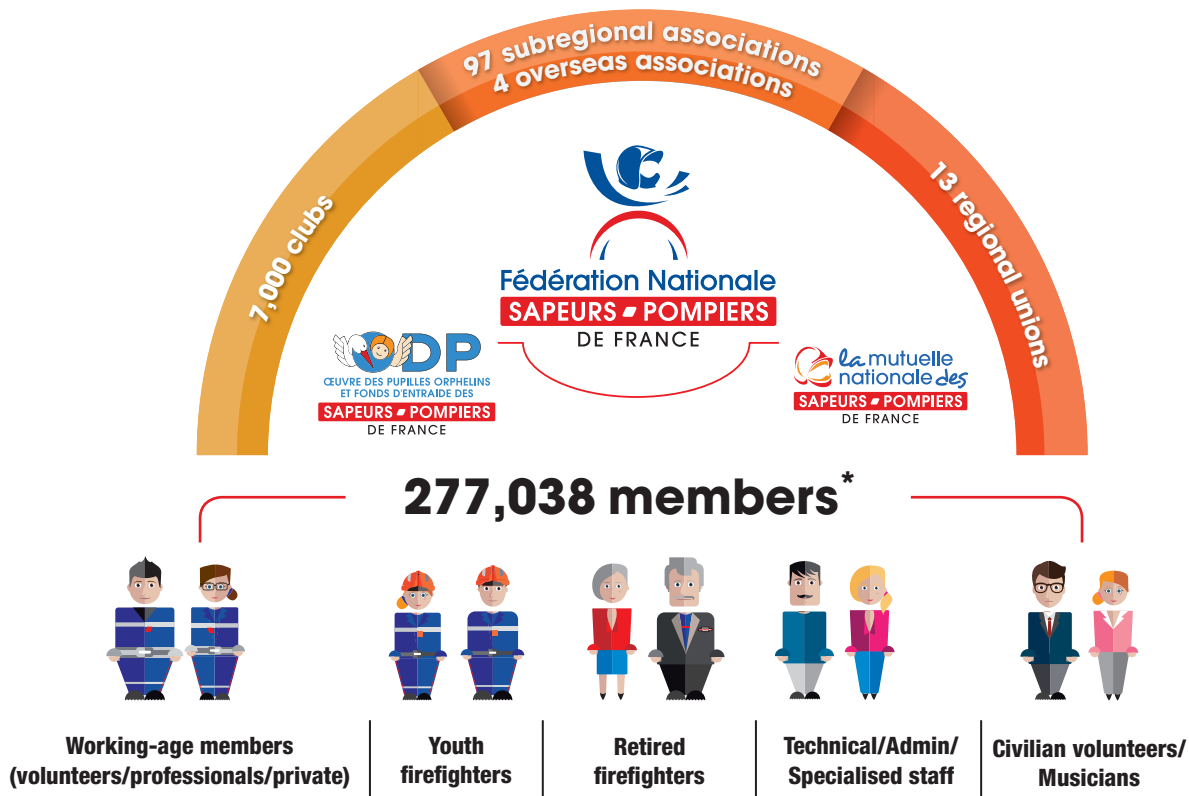 97 subregional associations
4 overseas associations
7,000 clubs
13 regional unions
Fédération Nationale
SAPEURS - POMPIERS
DE FRANCE
ODP
ŒUVRE DES PUPILLES ORPHELINS
ET FONDS D'ENTRAIDE DES
SAPEURS - POMPIERS
DE FRANCE
la mutuelle
nationale des
SAPEURS - POMPIERS
DE FRANCE
277,038 members*
Working-age members
(volunteers/professionals/private)
Youth
firefighters
Retired
firefighters
Technical/Admin/
Specialised staff
Civilian volunteers/
Musicians